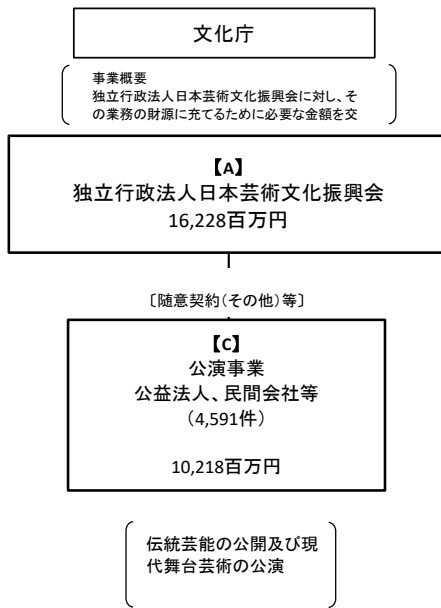 文化庁
事業概要
独立行政法人日本芸術文化振興会に対し、そ
の業務の財源に充てるために必要な金額を交
【A】
独立行政法人日本芸術文化振興会
16,228百万円
〔随意契約(その他)等〕
【C】
公演事業
公益法人、民間会社等
(4,591件)
10,218百万円
伝統芸能の公開及び現
代舞台芸術の公演